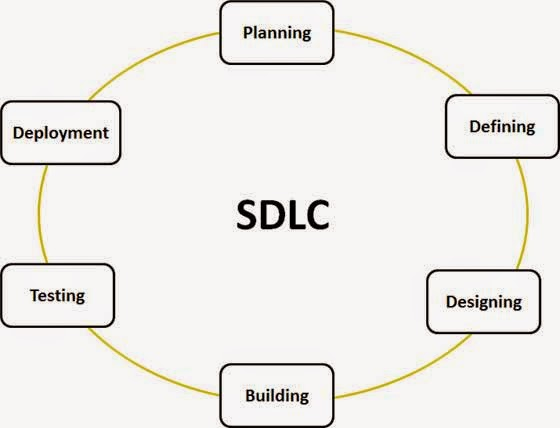 Planning
Defining
Designing
Building
Testing
Deployment
SDLC